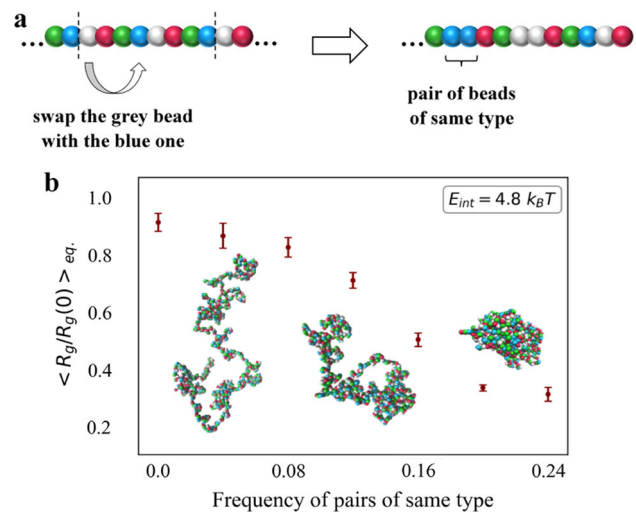 a
... ...
...
swap the grey bead
with the blue one
pair of beads
of same type
b
E_int = 4.8 k_BT
< R_g/R_g(0) >_eq.
1.0
0.8
0.6
0.4
0.2
0.0 0.08 0.16 0.24
Frequency of pairs of same type